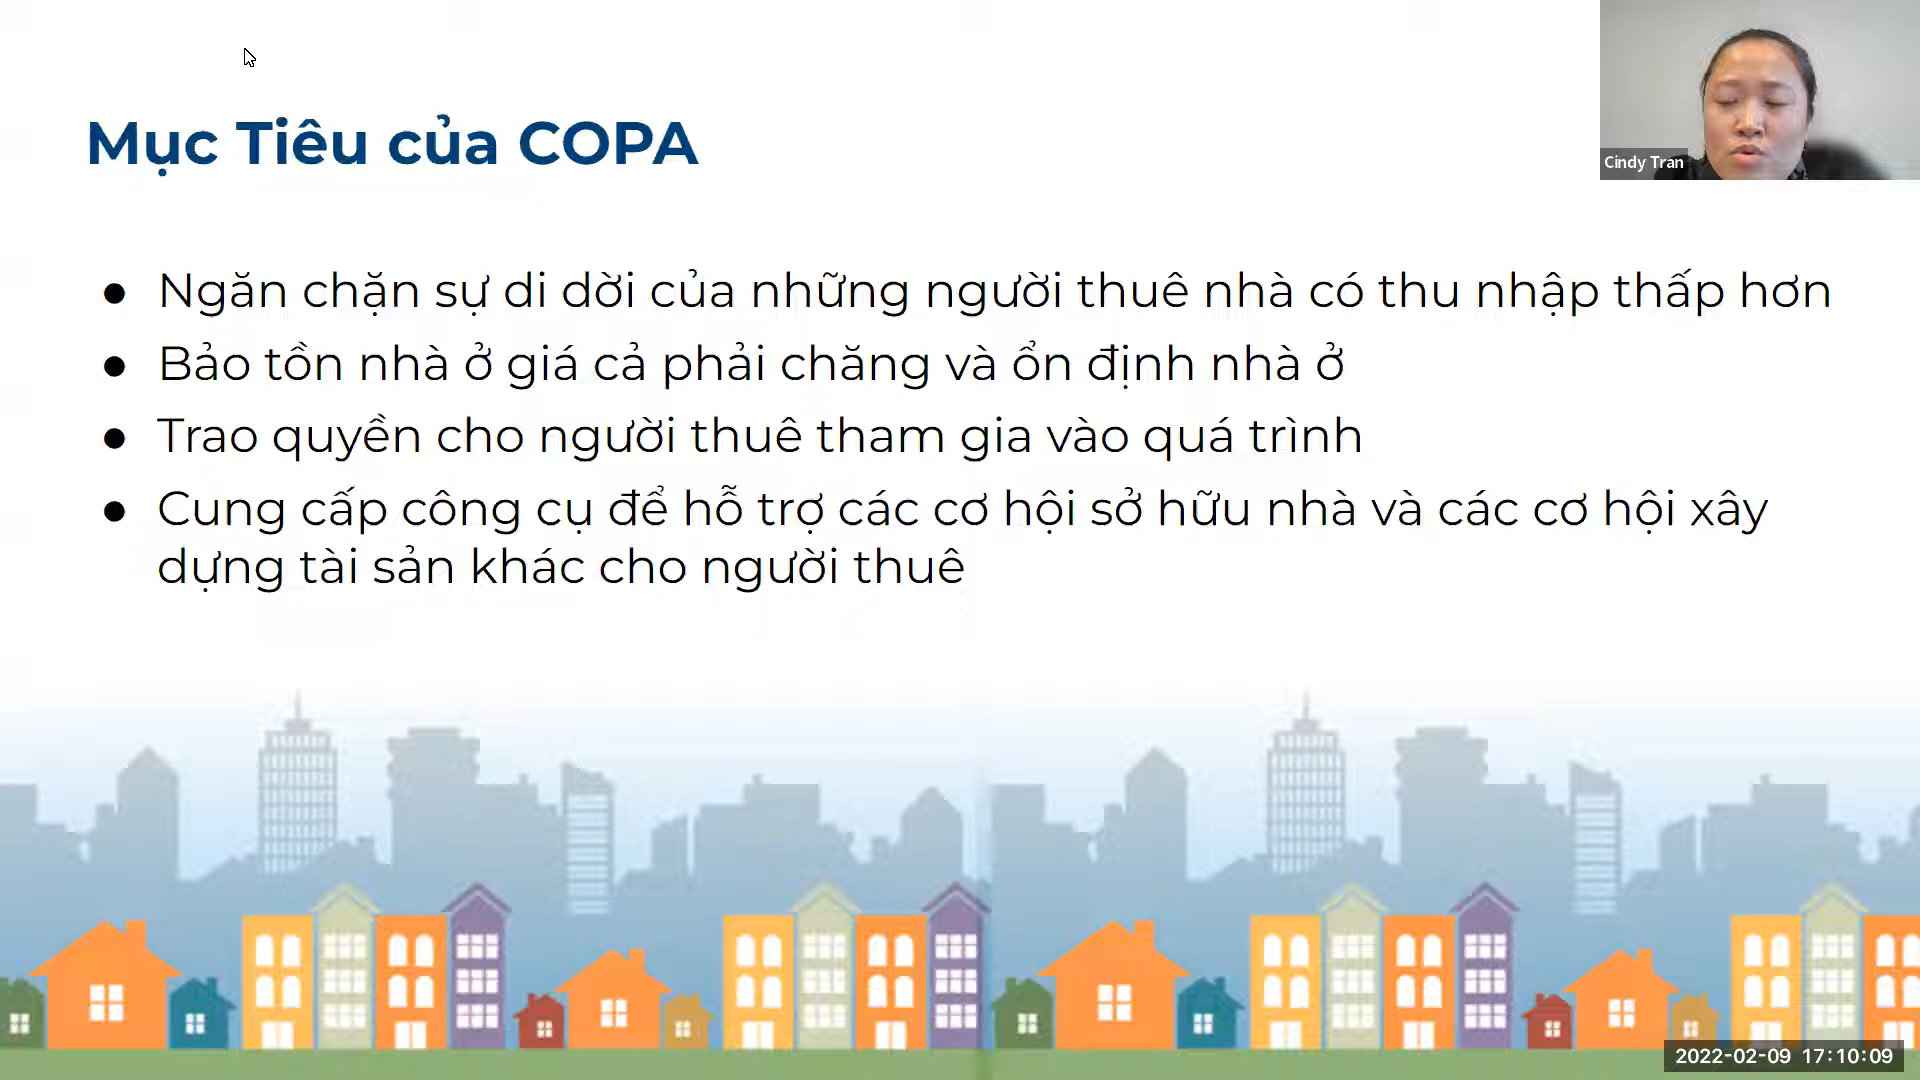 Mục Tiêu của COPA
Cindy Tran
● Ngăn chặn sự di dời của những người thuê nhà có thu nhập thấp hơn
● Bảo tồn nhà ở giá cả phải chăng và ổn định nhà ở
● Trao quyền cho người thuê tham gia vào quá trình
● Cung cấp công cụ để hỗ trợ các cơ hội sở hữu nhà và các cơ hội xây
dựng tài sản khác cho người thuê
2022-02-09 17:10:09